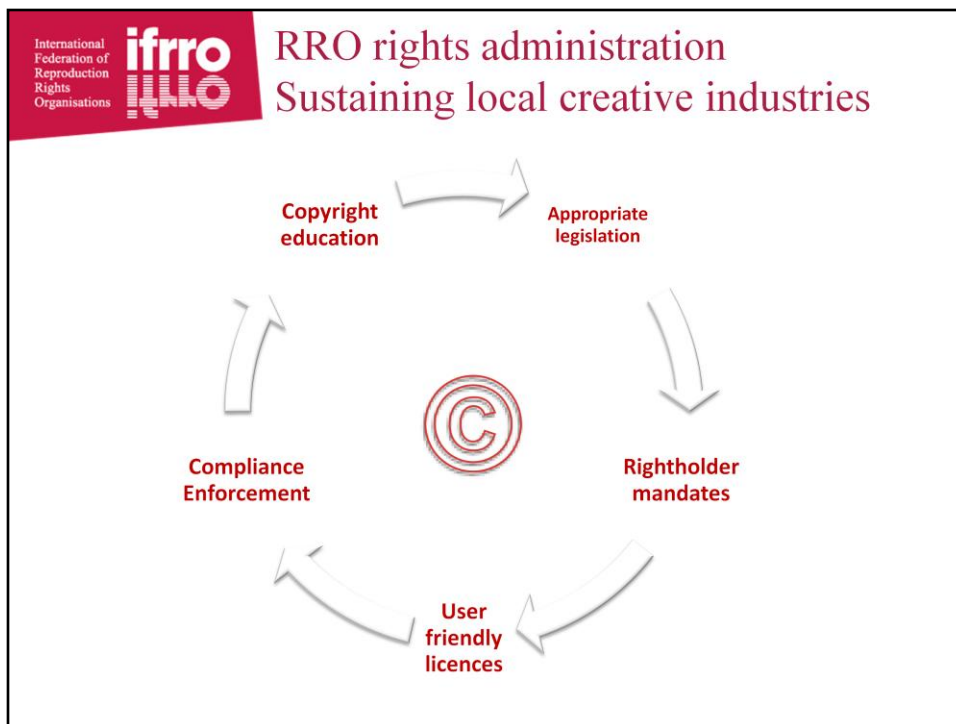 International
Federation of
Reproduction
Rights
Organisations
ifrro
RRO rights administration
Sustaining local creative industries
Copyright
education
Appropriate
legislation
Rightholder
mandates
User
friendly
licences
Compliance
Enforcement
©